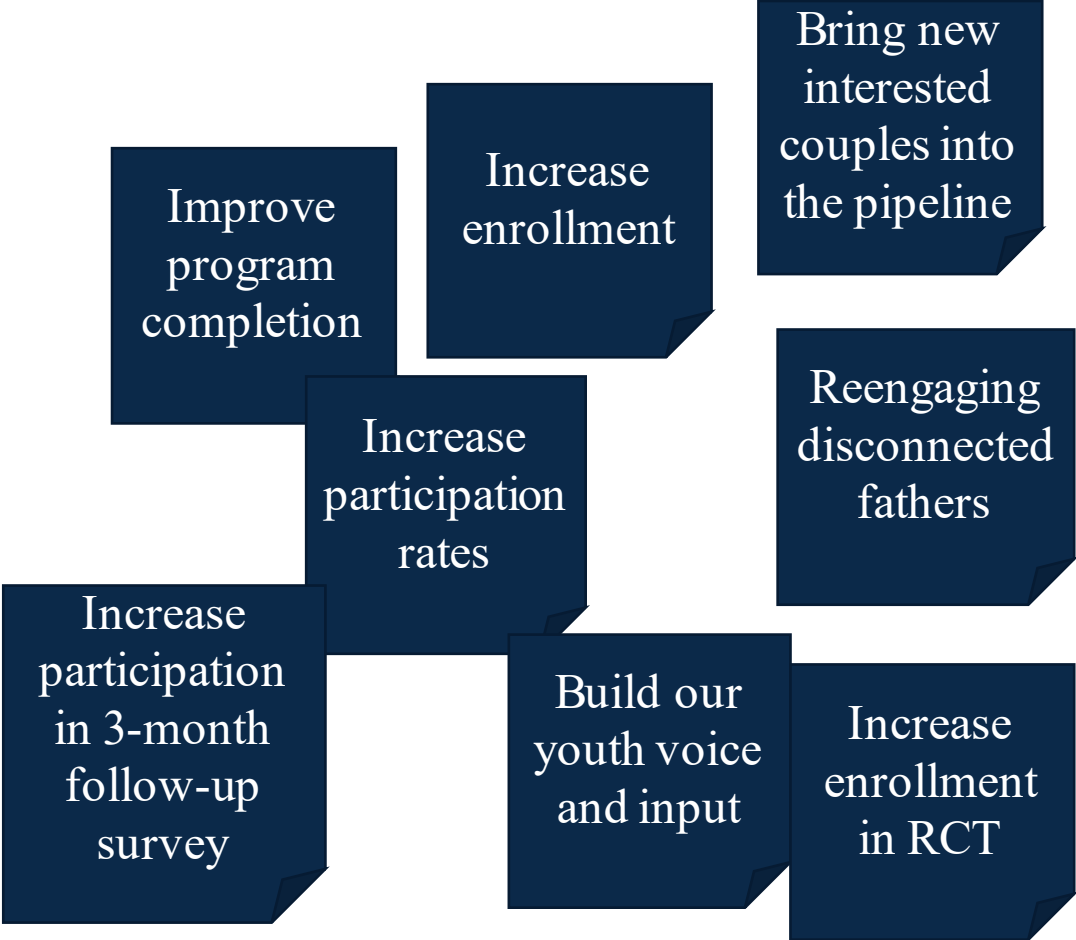 Bring new
interested
couples into
the pipeline
Increase
enrollment
Improve
program
completion
Reengaging
disconnected
fathers
Increase
participation
rates
Increase
participation
in 3-month
follow-up
survey
Build our
youth voice
and input
Increase
enrollment
in RCT